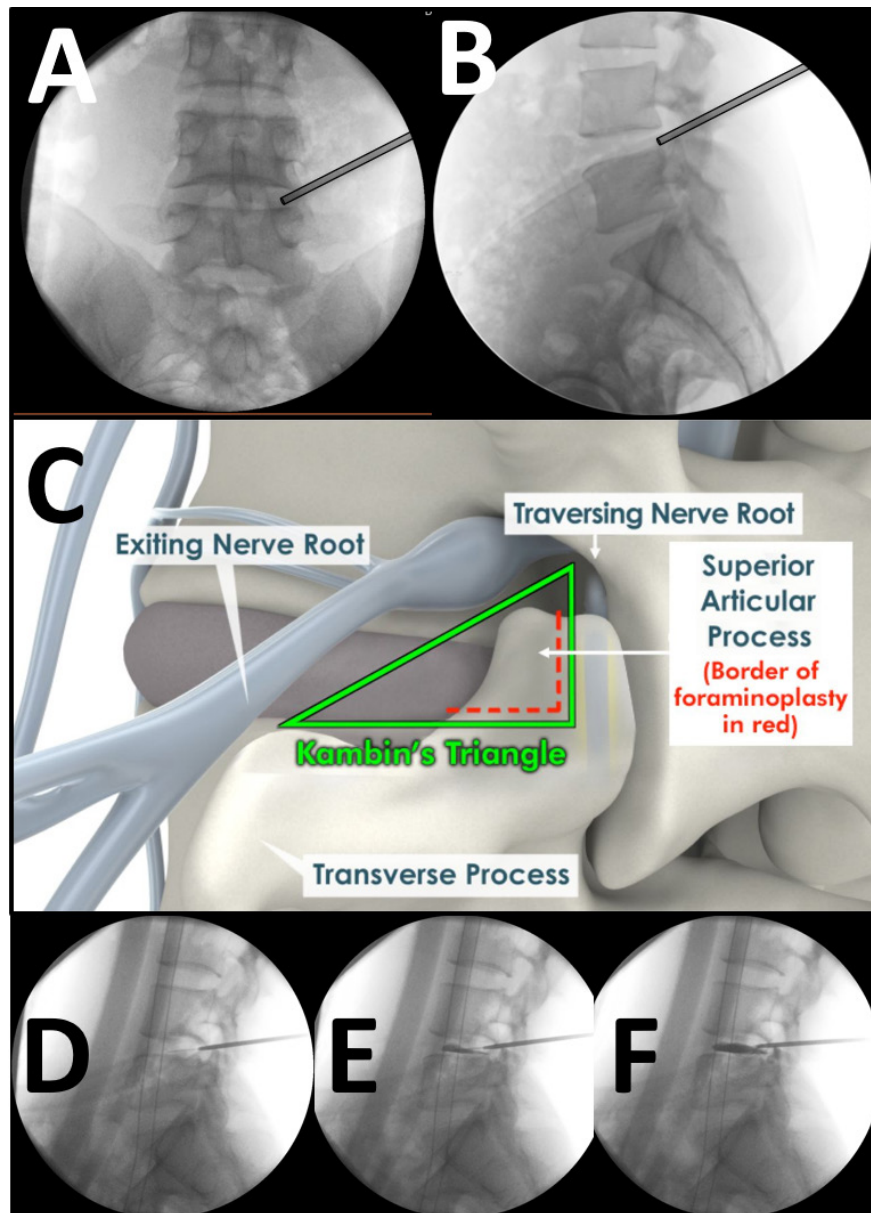 A
B
C
Exiting Nerve Root
Traversing Nerve Root
Superior
Articular
Process
(Border of
foraminoplasty
in red)
Kambin's Triangle
Transverse Process
D
E
F